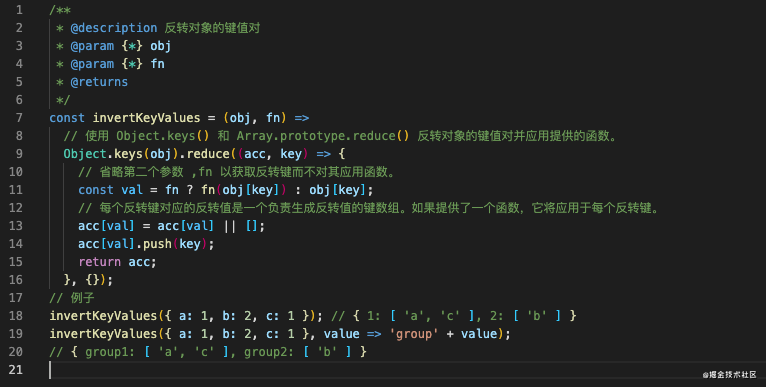 1 /**
2  * @description 反转对象的键值对
3  * @param {*} obj
4  * @param {*} fn
5  * @returns
6  */
7 const invertKeyValues = (obj, fn) =>
8   // 使用 Object.keys() 和 Array.prototype.reduce() 反转对象的键值对并应用提供的函数。
9   Object.keys(obj).reduce((acc, key) => {
10     // 省略第二个参数 ,fn 以获取反转键而不对其应用函数。
11     const val = fn ? fn(obj[key]) : obj[key];
12     // 每个反转键对应的反转值是一个负责生成反转值的键数组。如果提供了一个函数，它将应用于每个反转键。
13     acc[val] = acc[val] || [];
14     acc[val].push(key);
15     return acc;
16   }, {});
17 // 例子
18 invertKeyValues({ a: 1, b: 2, c: 1 }); // { 1: [ 'a', 'c' ], 2: [ 'b' ] }
19 invertKeyValues({ a: 1, b: 2, c: 1 }, value => 'group' + value);
20 // { group1: [ 'a', 'c' ], group2: [ 'b' ] }
21
@掘金技术社区